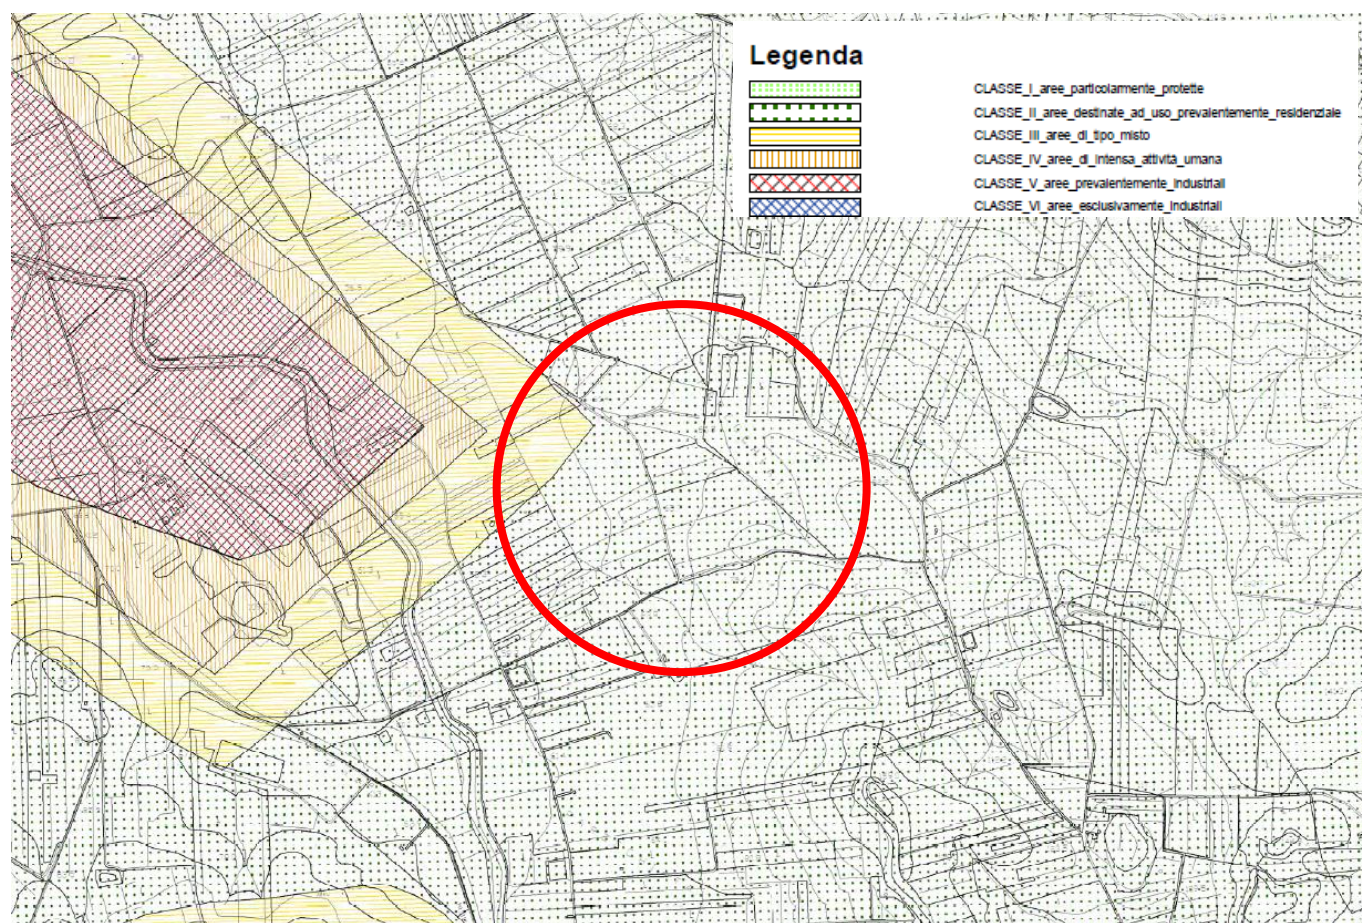 Legenda
CLASSE_I_aree_particolarmente_protette
CLASSE_II_aree_destinate_ad_uso_prevalentemente_residenziale
CLASSE_III_aree_di_tipo_misto
CLASSE_IV_aree_di_intensa_attività_umana
CLASSE_V_aree_prevalentemente_industriali
CLASSE_VI_aree_esclusivamente_industriali